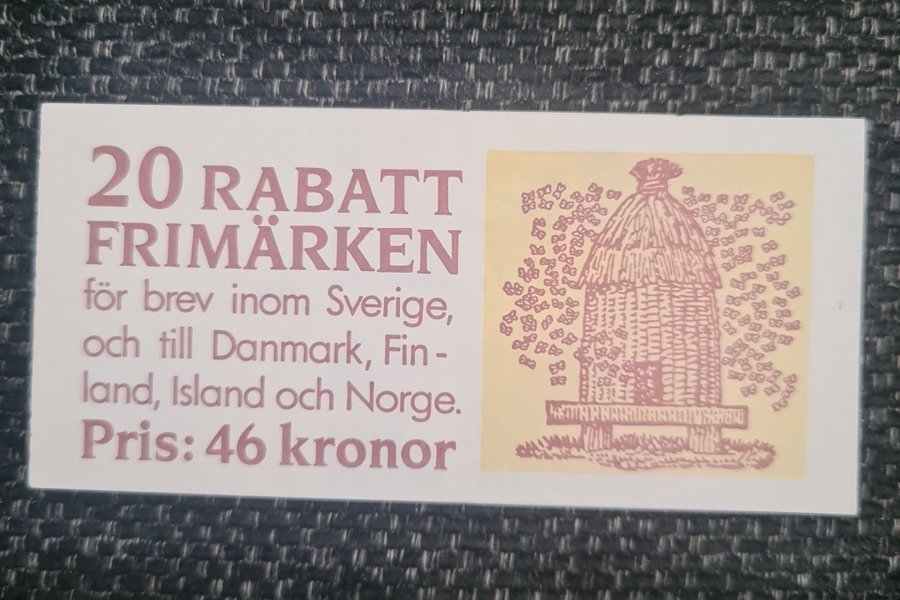 20 RABATT
FRIMÄRKEN
för brev inom Sverige,
och till Danmark, Fin-
land, Island och Norge.
Pris: 46 kronor